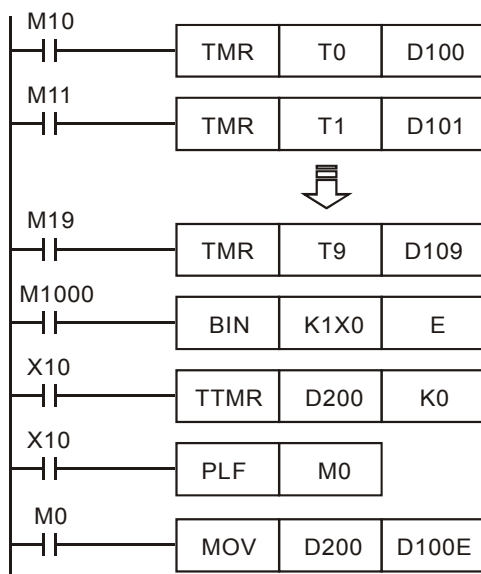 M10
TMR T0 D100
M11
TMR T1 D101
M19
TMR T9 D109
M1000
BIN K1X0 E
X10
TTMR D200 K0
X10
PLF M0
M0
MOV D200 D100E